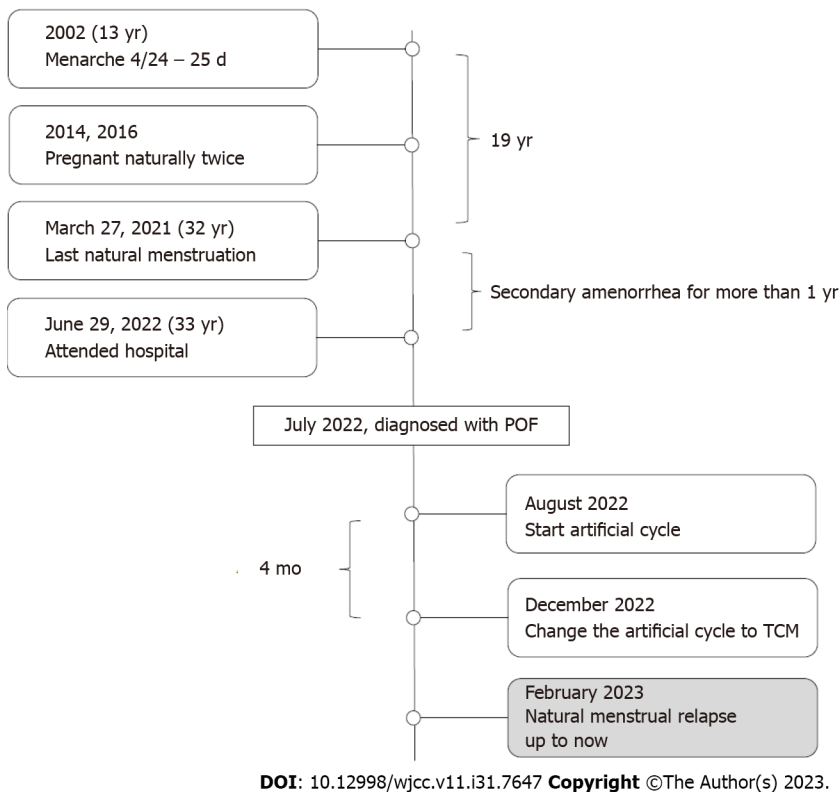 2002 (13 yr)
Menarche 4/24 – 25 d
2014, 2016
Pregnant naturally twice
19 yr
March 27, 2021 (32 yr)
Last natural menstruation
Secondary amenorrhea for more than 1 yr
June 29, 2022 (33 yr)
Attended hospital
July 2022, diagnosed with POF
August 2022
Start artificial cycle
4 mo
December 2022
Change the artificial cycle to TCM
February 2023
Natural menstrual relapse
up to now
DOI: 10.12998/wjcc.v11.i31.7647 Copyright ©The Author(s) 2023.